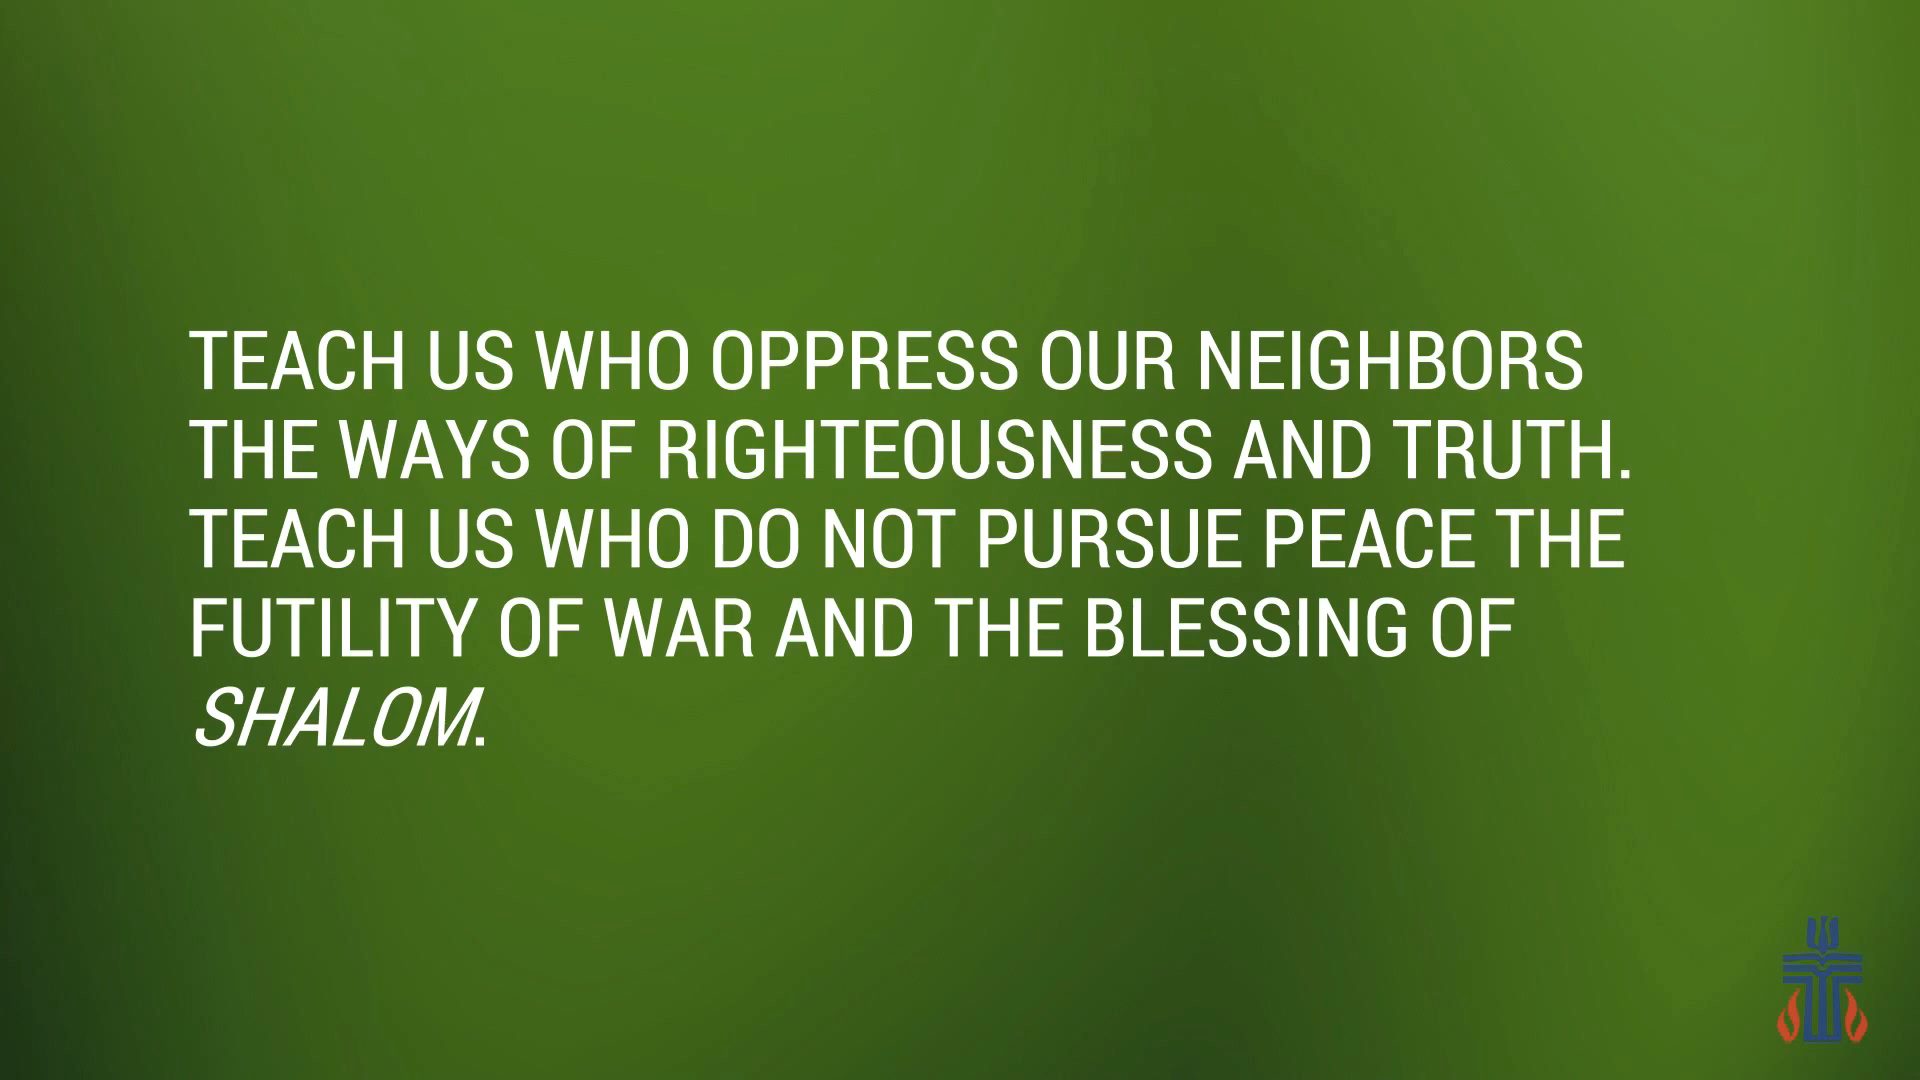 TEACH US WHO OPPRESS OUR NEIGHBORS
THE WAYS OF RIGHTEOUSNESS AND TRUTH.
TEACH US WHO DO NOT PURSUE PEACE THE
FUTILITY OF WAR AND THE BLESSING OF
SHALOM.